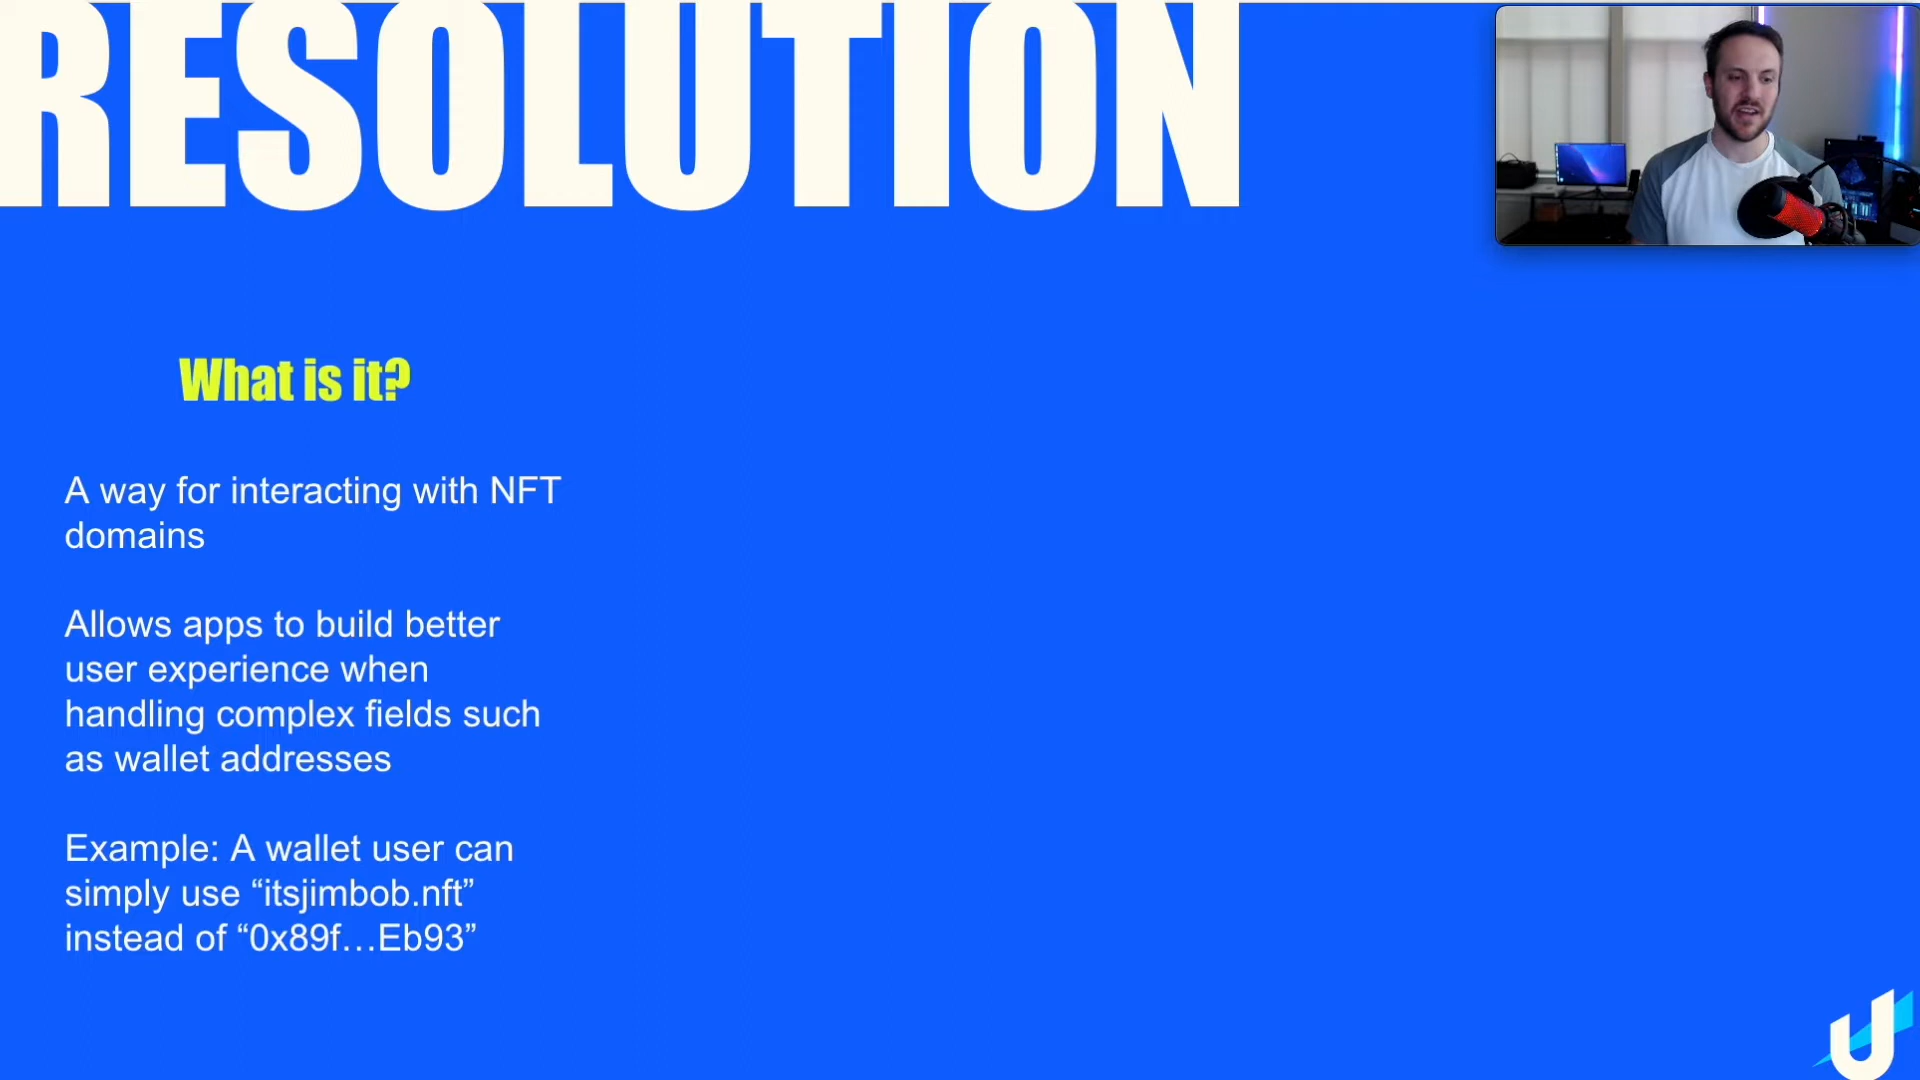 RESOLUTION
What is it?
A way for interacting with NFT
domains
Allows apps to build better
user experience when
handling complex fields such
as wallet addresses
Example: A wallet user can
simply use “itsjimbob.nft”
instead of “0x89f…Eb93”